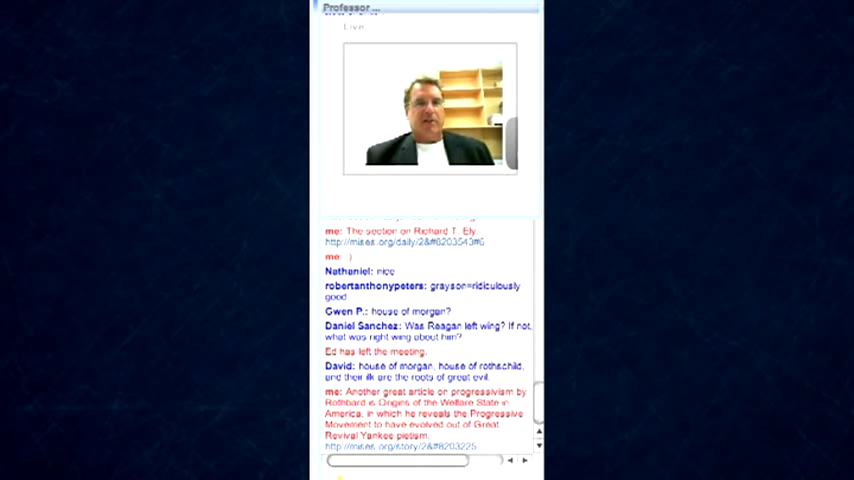 Professor ...
Live
me: The section on Richard T. Ely.
http://mises.org/daily/2&#8203543#6
me: )
Nathaniel: nice
robertanthonypeters: grayson=ridiculously
good
Gwen P.: house of morgan?
Daniel Sanchez: Was Reagan left wing? If not,
what was right wing about him?
Ed has left the meeting.
David: house of morgan, house of rothschild,
and their ilk are the roots of great evil.
me: Another great article on progressivism by
Rothbard is Origins of the Welfare State in
America, in which he reveals the Progressive
Movement to have evolved out of Great
Revival Yankee pietism.
http://mises.org/story/2&#8203225